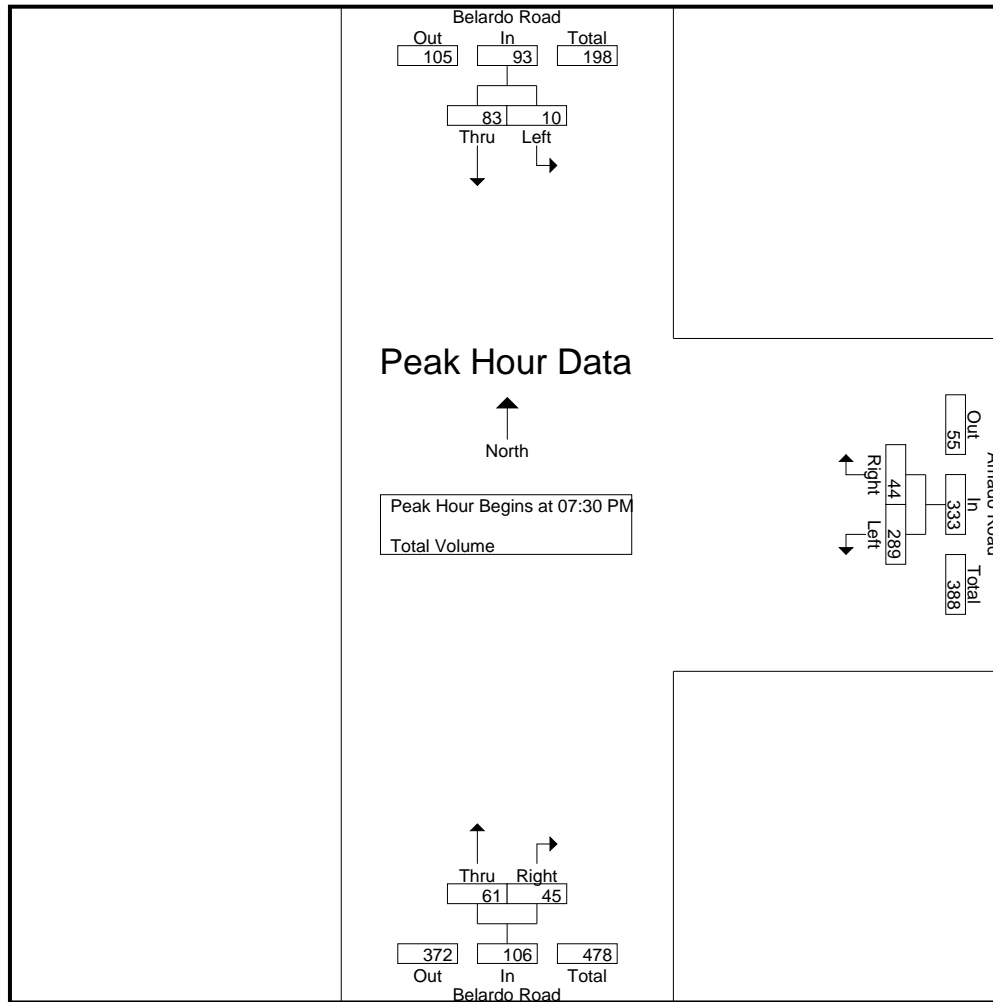 Belardo Road
Out In Total
105 93 198
83 10
Thru Left
Peak Hour Data
North
Peak Hour Begins at 07:30 PM
Total Volume
Road
Out In Total
55 333 388
44 289
Right Left
Thru Right
61 45
372 106 478
Out In Total
Belardo Road